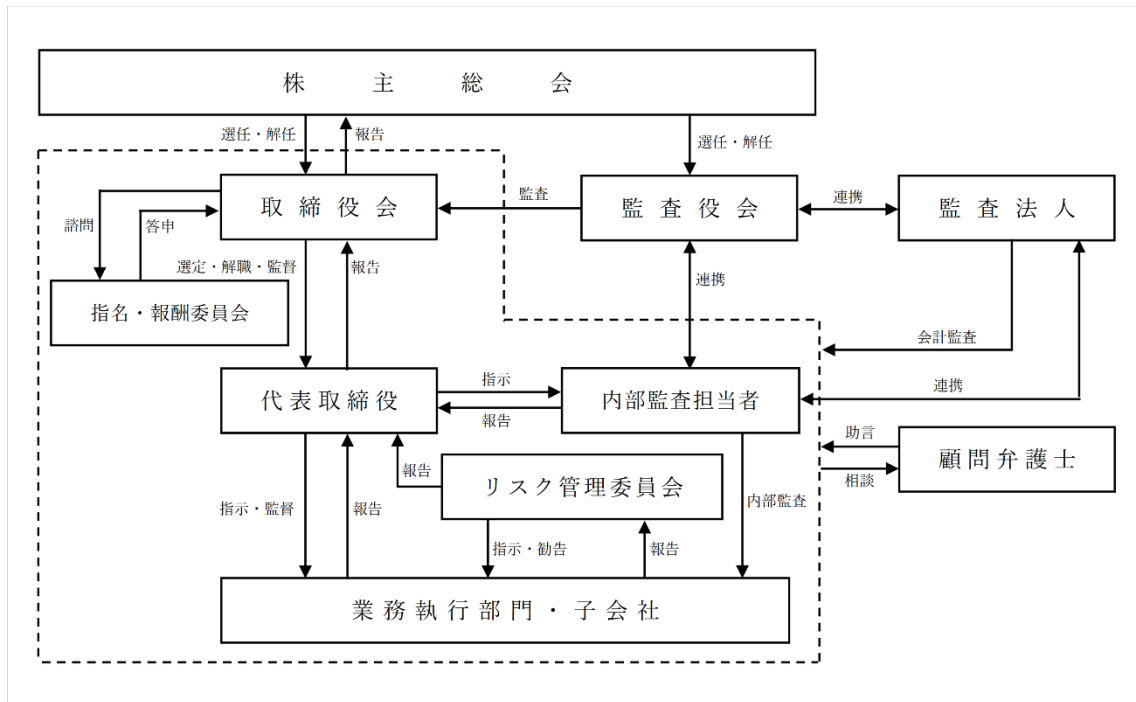 株主総会
選任・解任
報告
選任・解任
取締役会
監査
監査役会
連携
監査法人
諮問
答申
選定・解職・監督
報告
連携
指名・報酬委員会
会計監査
代表取締役
指示
報告
内部監査担当者
連携
助言
相談
顧問弁護士
報告
リスク管理委員会
指示・監督
報告
内部監査
指示・勧告
報告
業務執行部門・子会社